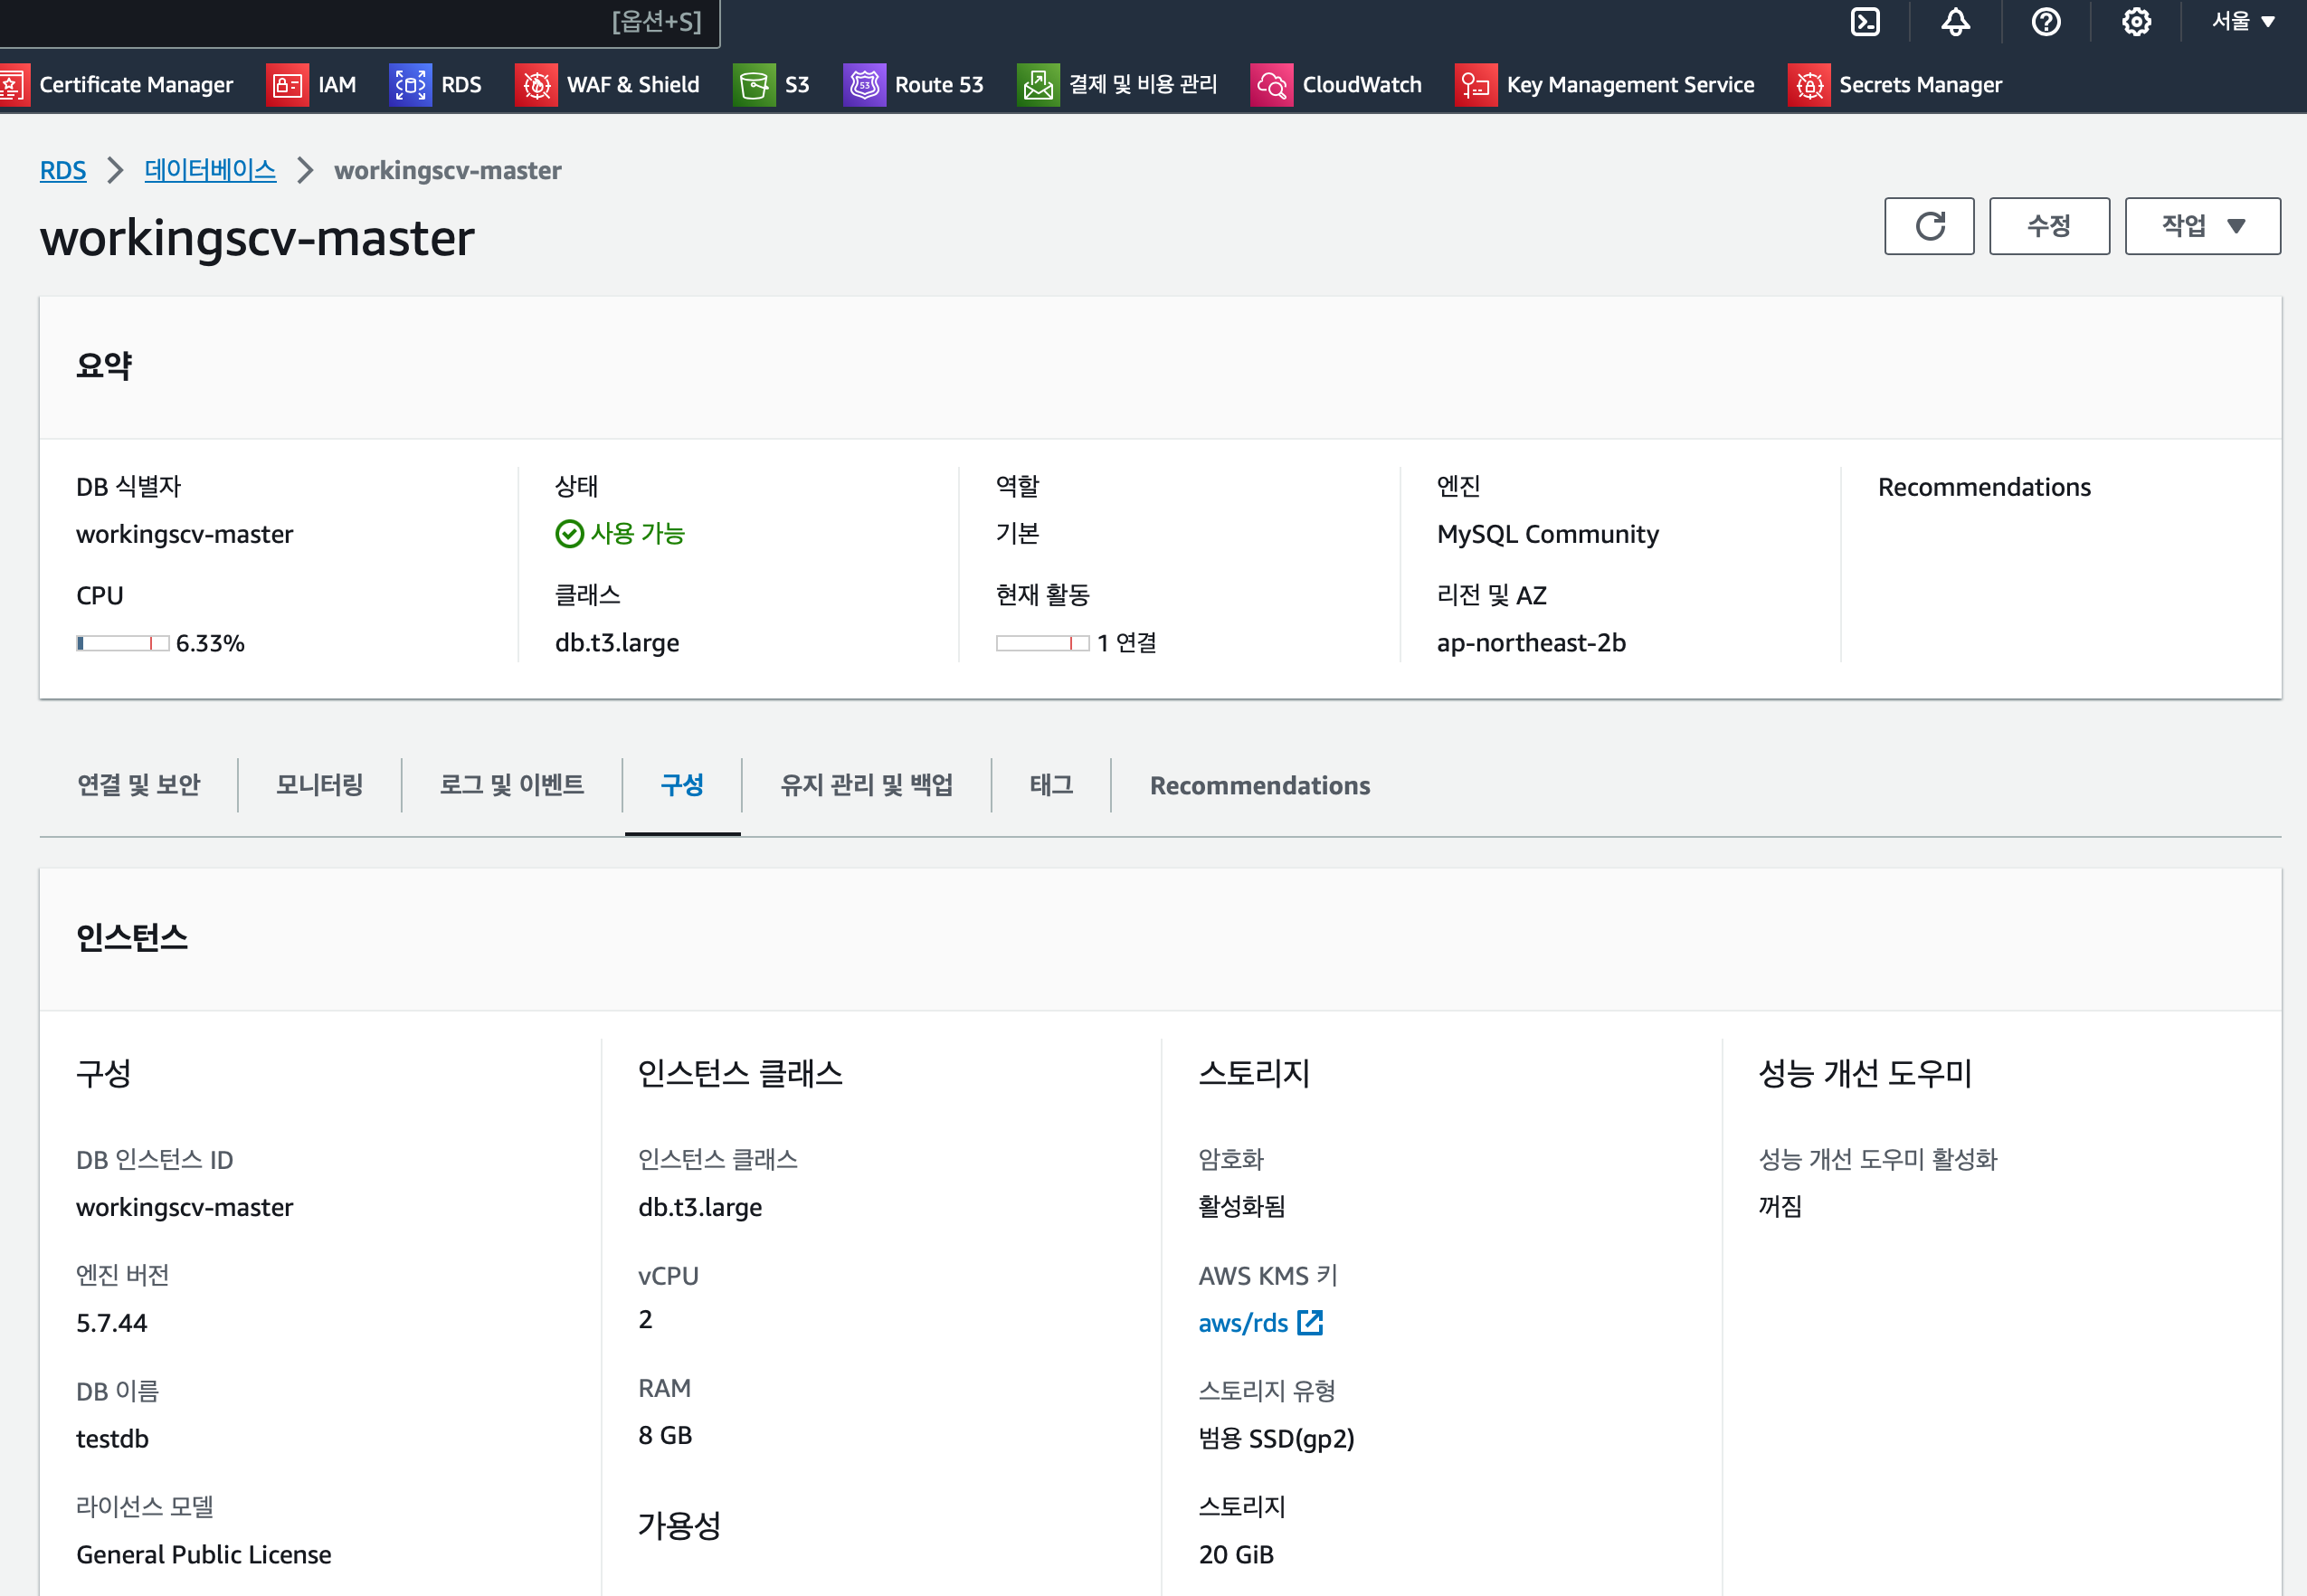 [옵션+S]
서울
Certificate Manager IAM RDS WAF & Shield S3 Route 53 결제 및 비용 관리 CloudWatch Key Management Service Secrets Manager
RDS 데이터베이스 workingscv-master
workingscv-master
수정 작업
요약
DB 식별자 상태 역할 엔진 Recommendations
workingscv-master 사용 가능 기본 MySQL Community
CPU 클래스 현재 활동 리전 및 AZ
6.33% db.t3.large 1 연결 ap-northeast-2b
연결 및 보안 모니터링 로그 및 이벤트 구성 유지 관리 및 백업 태그 Recommendations
인스턴스
구성 인스턴스 클래스 스토리지 성능 개선 도우미
DB 인스턴스 ID 인스턴스 클래스 암호화 성능 개선 도우미 활성화
workingscv-master db.t3.large 활성화됨 꺼짐
엔진 버전 vCPU AWS KMS 키
5.7.44 2 aws/rds
DB 이름 RAM 스토리지 유형
testdb 8 GB 범용 SSD(gp2)
라이선스 모델 가용성 스토리지
General Public License 20 GiB